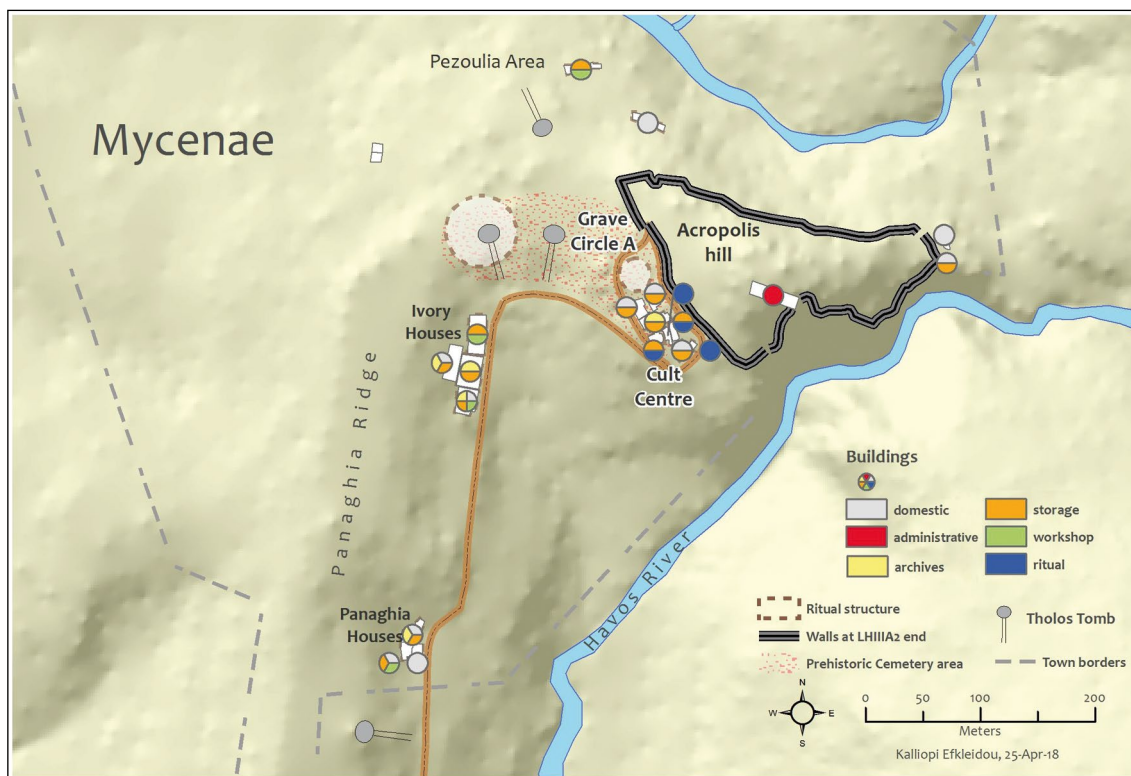 Pezoulia Area
Mycenae
Grave
Circle A
Acropolis
hill
Ivory
Houses
Cult
Centre
Panaghia Ridge
Panaghia
Houses
Havos River
Buildings
domestic
administrative
archives
storage
workshop
ritual
Ritual structure
Walls at LHIIIA2 end
Prehistoric Cemetery area
Tholos Tomb
Town borders
N
W E
S
0 50 100 200
Meters
Kalliopi Efkleidou, 25-Apr-18